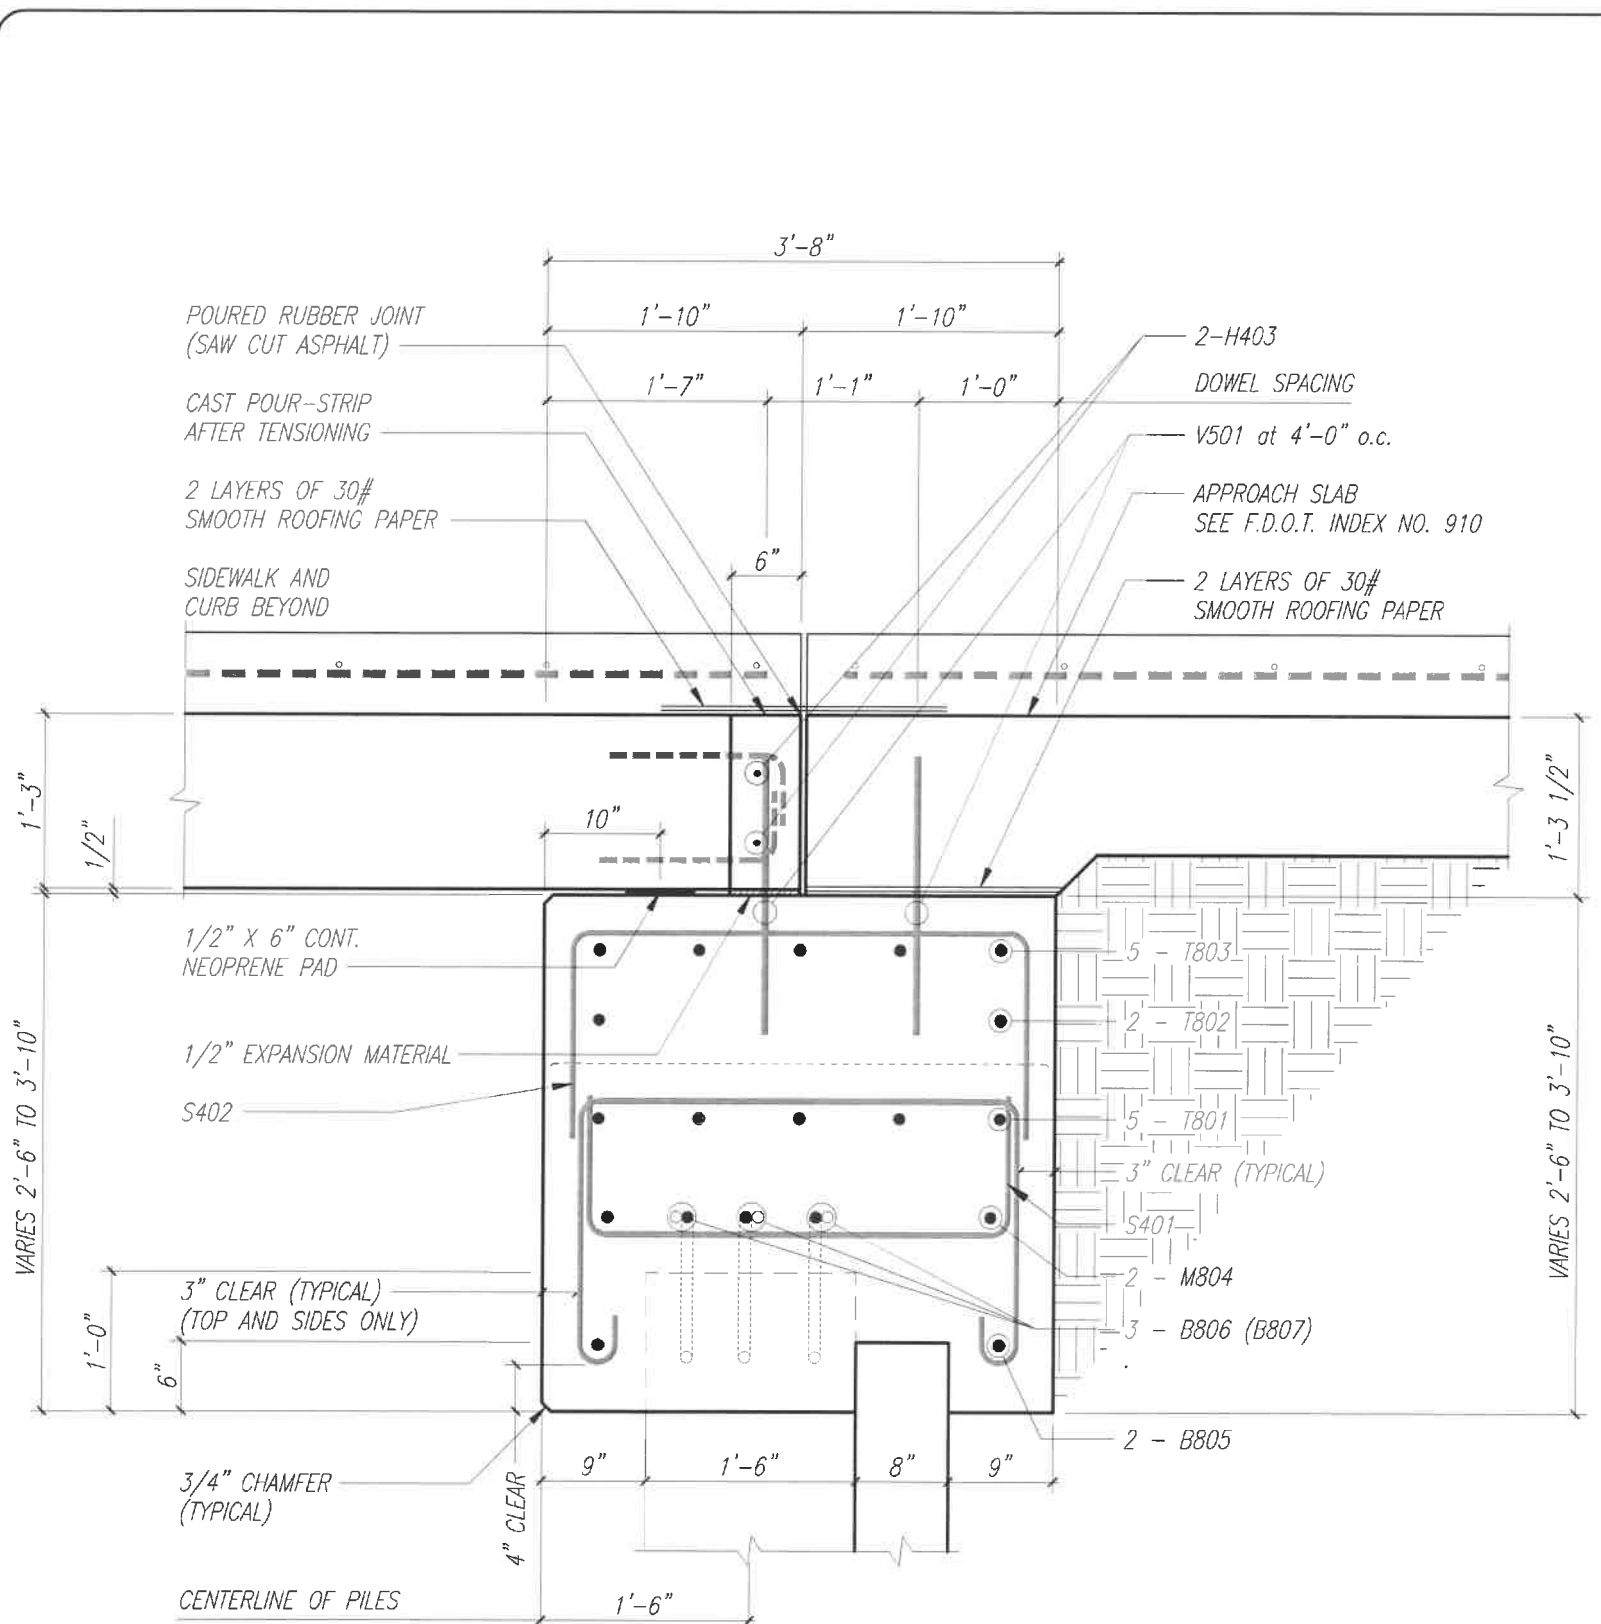 3'-8"
1'-10"
1'-10"
1'-7"
1'-1"
1'-0"
POURED RUBBER JOINT
(SAW CUT ASPHALT)
CAST POUR-STRIP
AFTER TENSIONING
2 LAYERS OF 30#
SMOOTH ROOFING PAPER
SIDEWALK AND
CURB BEYOND
2-H403
DOWEL SPACING
V501 at 4'-0" o.c.
APPROACH SLAB
SEE F.D.O.T. INDEX NO. 910
2 LAYERS OF 30#
SMOOTH ROOFING PAPER
6"
1'-3"
1/2"
10"
1'-3 1/2"
1/2" X 6" CONT.
NEOPRENE PAD
1/2" EXPANSION MATERIAL
S402
VARIES 2'-6" TO 3'-10"
3" CLEAR (TYPICAL)
(TOP AND SIDES ONLY)
1'-0"
6"
5 - T803
2 - T802
5 - T801
3" CLEAR (TYPICAL)
S401
2 - M804
3 - B806 (B807)
2 - B805
VARIES 2'-6" TO 3'-10"
3/4" CHAMFER
(TYPICAL)
4" CLEAR
9"
1'-6"
8"
9"
CENTERLINE OF PILES
1'-6"